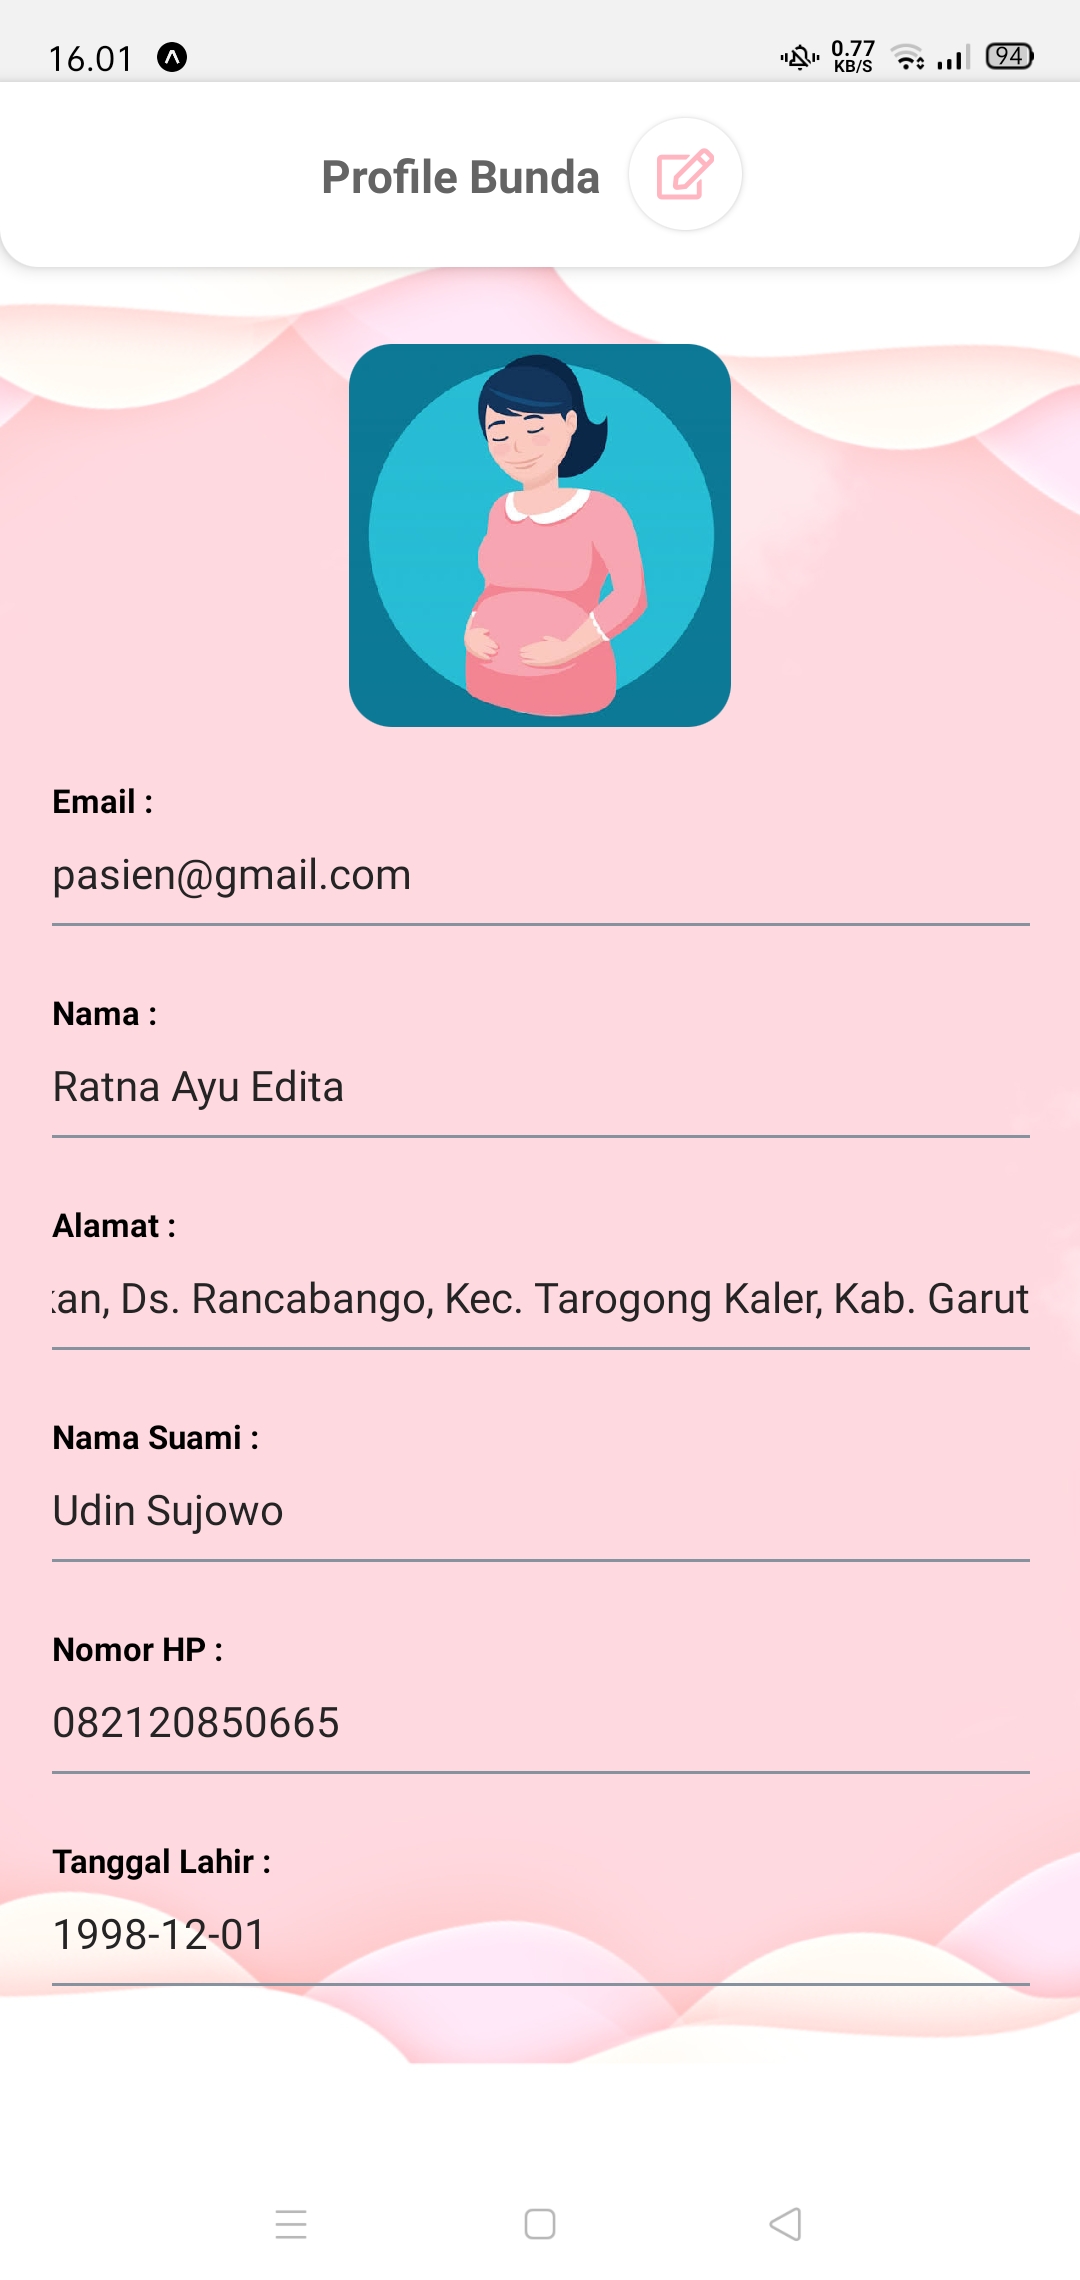 16.01
0.77
KB/S
94
Profile Bunda
Email :
pasien@gmail.com
Nama :
Ratna Ayu Edita
Alamat :
an, Ds. Rancabango, Kec. Tarogong Kaler, Kab. Garut
Nama Suami :
Udin Sujowo
Nomor HP :
082120850665
Tanggal Lahir :
1998-12-01